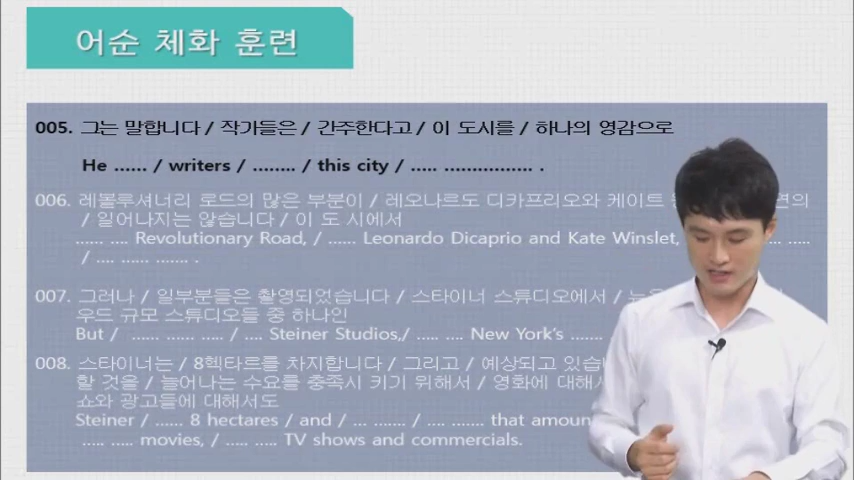 어순 체화 훈련
005. 그는 말합니다 / 작가들은 / 간주한다고 / 이 도시를 / 하나의 영감으로
He ...... / writers / ........ / this city / ..... ................. .
006. 레볼루셔너리 로드의 많은 부분이 / 레오나르도 디카프리오와 케이트 연의
/ 일어나지는 않습니다 / 이 도 시에서
...... .... Revolutionary Road, / ...... Leonardo Dicaprio and Kate Winslet, ... .....
/ .... ...... ....... .
007. 그러나 / 일부분들은 촬영되었습니다 / 스타이너 스튜디오에서 /
우드 규모 스튜디오들 중 하나인
But / ...... ...... ..... / .... Steiner Studios,/ ..... .... New York's .......
008. 스타이너는 / 8헥타르를 차지합니다 / 그리고 / 예상되고
할 것을 / 늘어나는 수요를 충족시 키기 위해서 / 영화에
쇼와 광고들에 대해서도
Steiner / ...... 8 hectares / and / ... ....... / .... ....... that
..... ..... movies, / ..... .... TV shows and commercials.